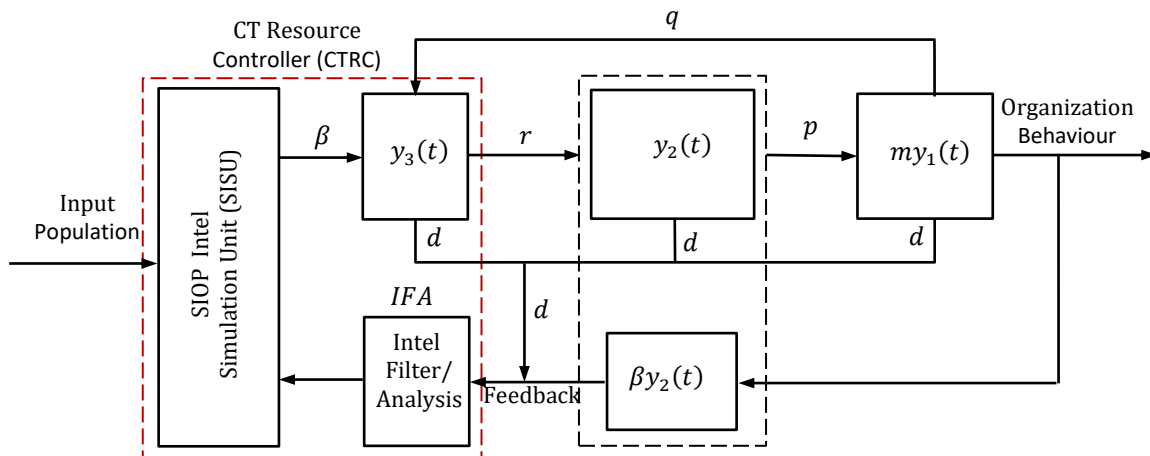 q
CT Resource
Controller (CTRC)
Organization
Behaviour
β
y₃(t)
r
y₂(t)
p
my₁(t)
Input
Population
SIOP Intel
Simulation Unit (SISU)
d
d
d
IFA
d
Intel
Filter/
Analysis
Feedback
βy₂(t)